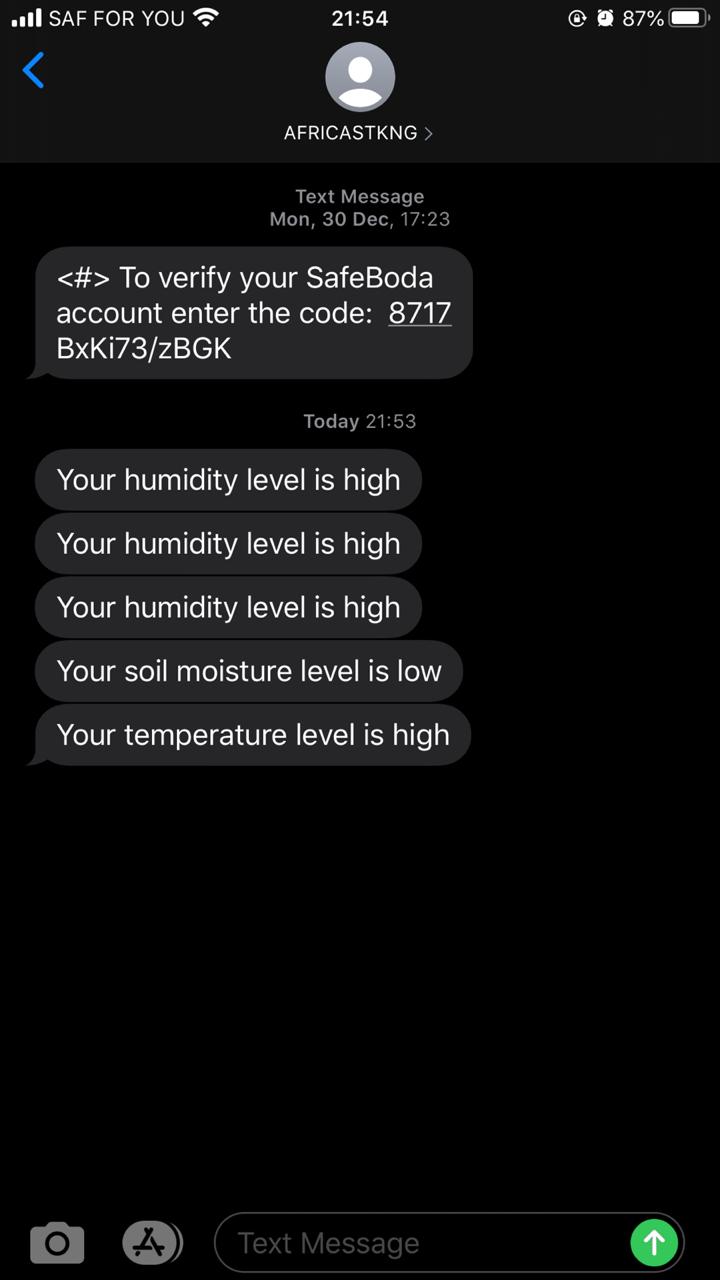 SAF FOR YOU 21:54 87%
AFRICASTKNG
Text Message
Mon, 30 Dec, 17:23
<#> To verify your SafeBoda
account enter the code: 8717
BxKi73/zBGK
Today 21:53
Your humidity level is high
Your humidity level is high
Your humidity level is high
Your soil moisture level is low
Your temperature level is high
Text Message